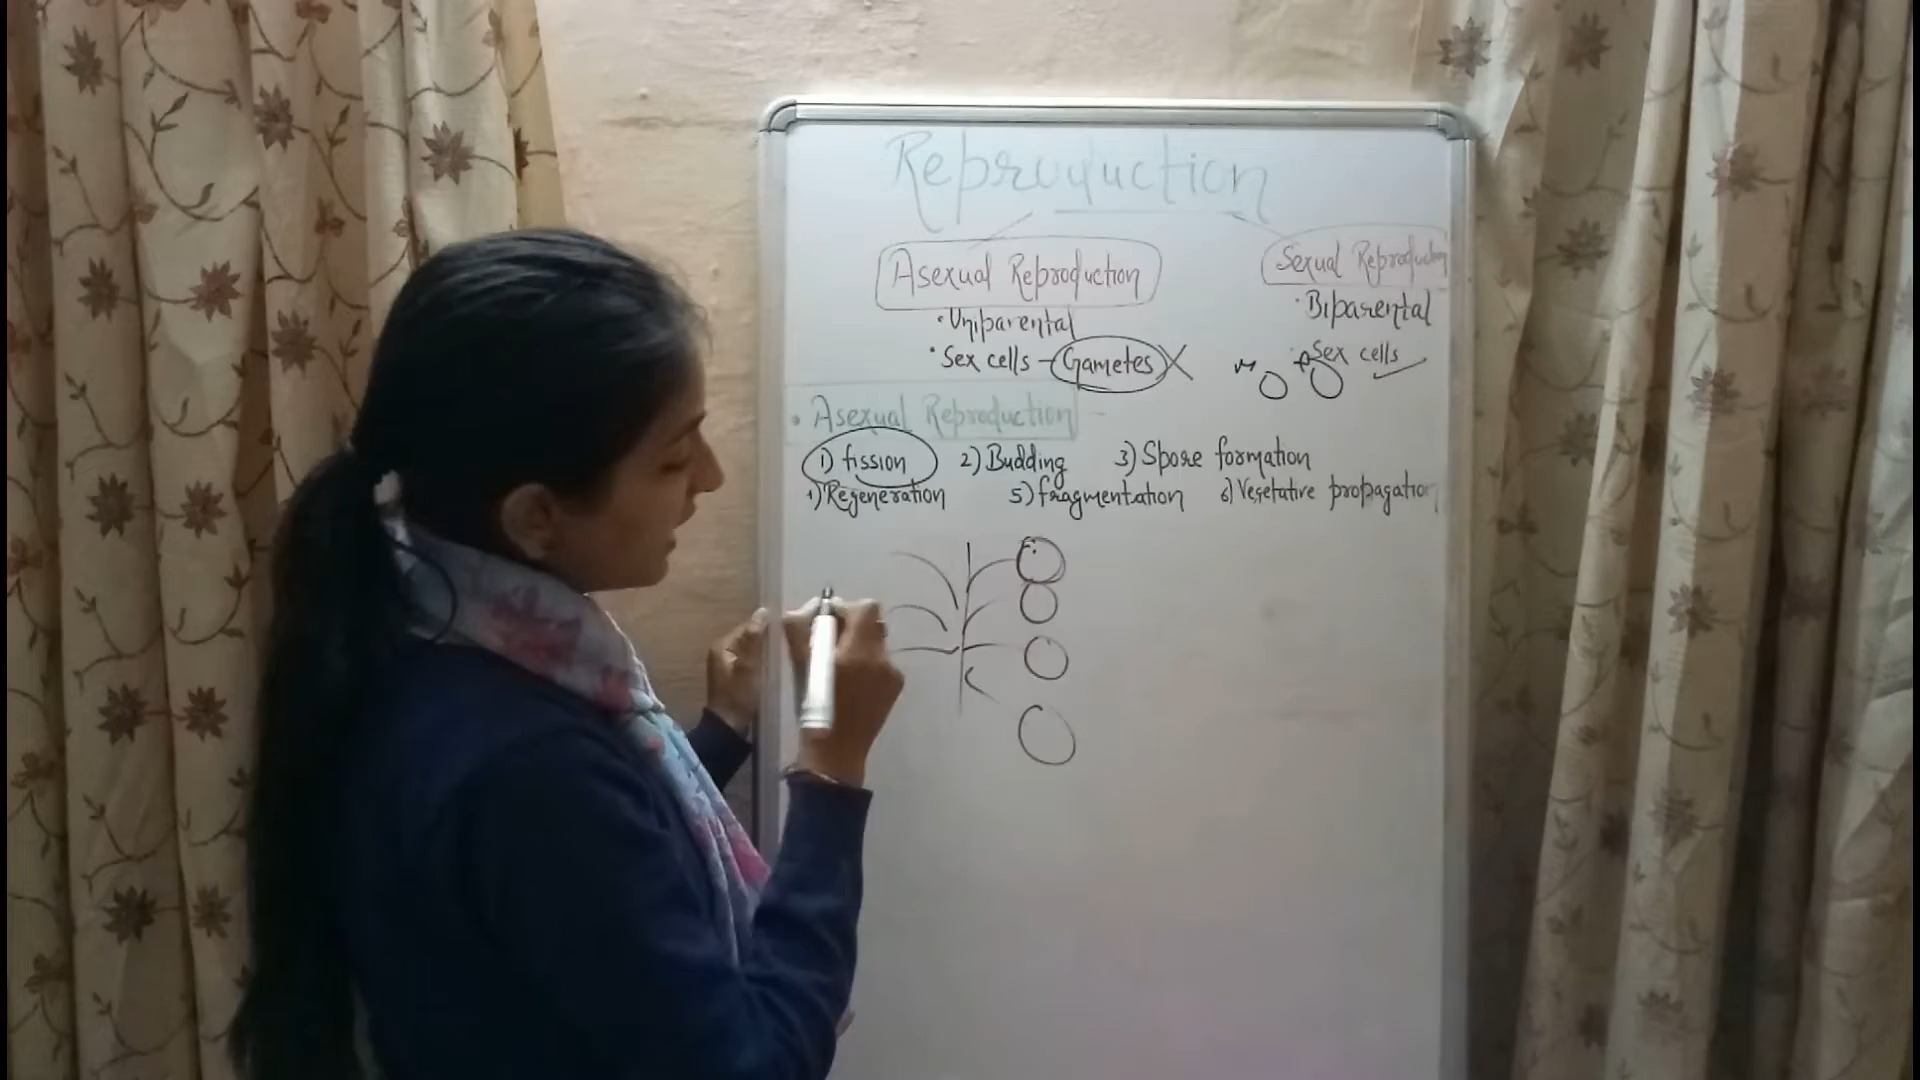 Reproduction
Asexual Reproduction
• Uniparental
• Sex cells - Gametes X
Sexual Reproduction
• Biparental
• Sex cells ✓
• Asexual Reproduction -
1) fission 2) Budding 3) Spore formation
4) Regeneration 5) fragmentation 6) Vegetative propagation